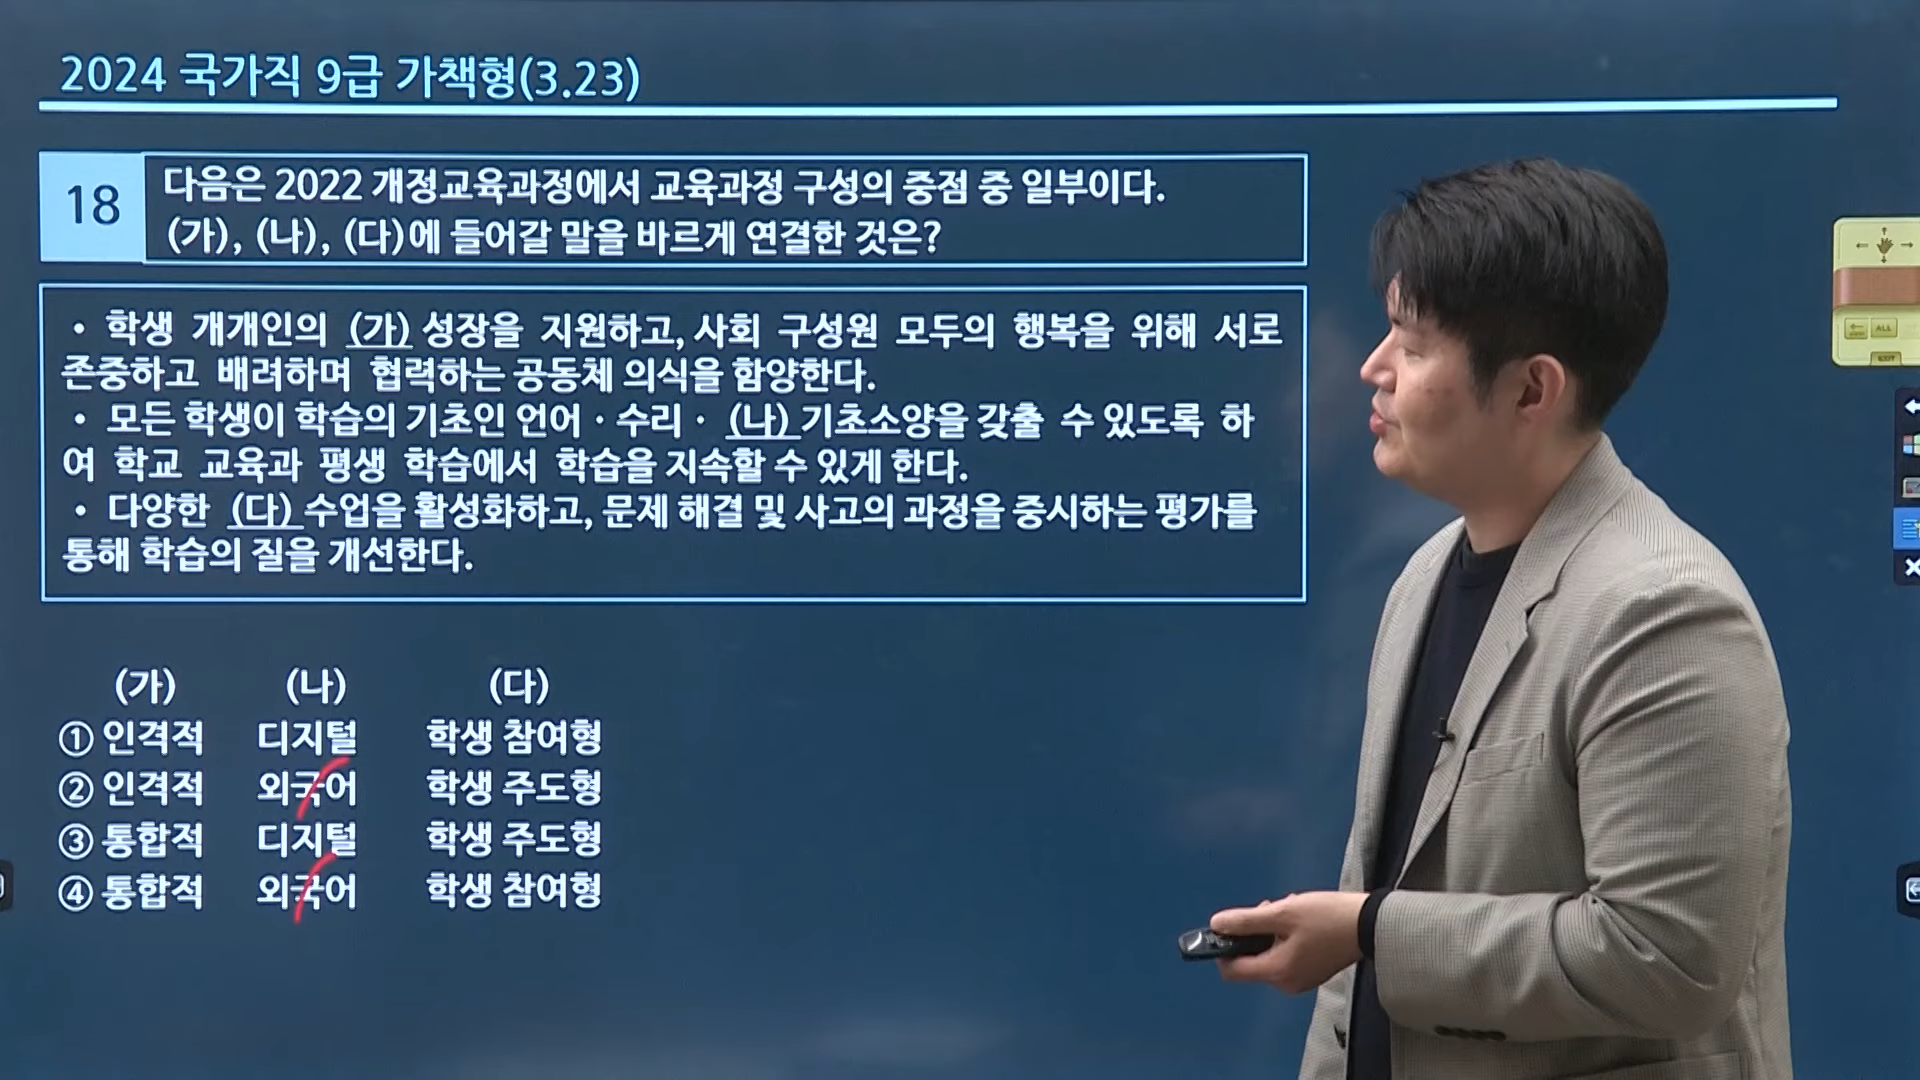 2024 국가직 9급 가책형(3.23)
18
다음은 2022 개정교육과정에서 교육과정 구성의 중점 중 일부이다.
(가), (나), (다)에 들어갈 말을 바르게 연결한 것은?
• 학생 개개인의 (가) 성장을 지원하고, 사회 구성원 모두의 행복을 위해 서로
존중하고 배려하며 협력하는 공동체 의식을 함양한다.
• 모든 학생이 학습의 기초인 언어·수리· (나) 기초소양을 갖출 수 있도록 하
여 학교 교육과 평생 학습에서 학습을 지속할 수 있게 한다.
• 다양한 (다) 수업을 활성화하고, 문제 해결 및 사고의 과정을 중시하는 평가를
통해 학습의 질을 개선한다.
(가) (나) (다)
① 인격적 디지털 학생 참여형
② 인격적 외국어 학생 주도형
③ 통합적 디지털 학생 주도형
④ 통합적 외국어 학생 참여형
ALL
EXIT